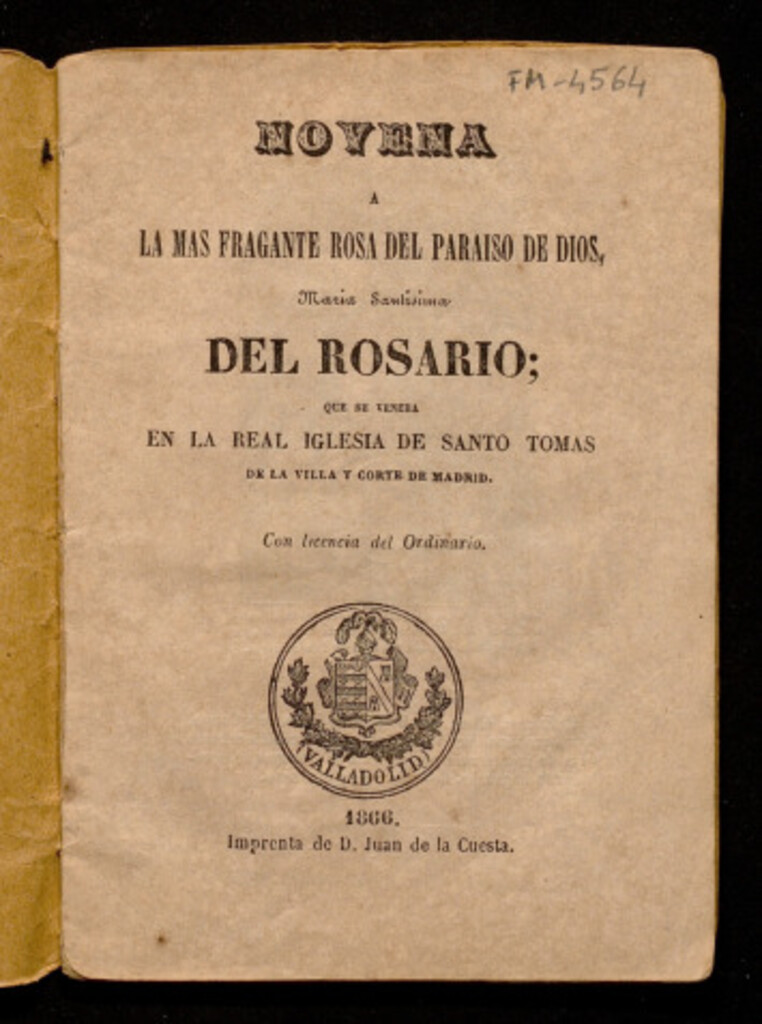 FM-4564
NOVENA
A
LA MAS FRAGANTE ROSA DEL PARAISO DE DIOS,
Maria Santísima
DEL ROSARIO;
QUE SE VENERA
EN LA REAL IGLESIA DE SANTO TOMAS
DE LA VILLA Y CORTE DE MADRID.
Con licencia del Ordinario.
(VALLADOLID)
1866.
Imprenta de D. Juan de la Cuesta.